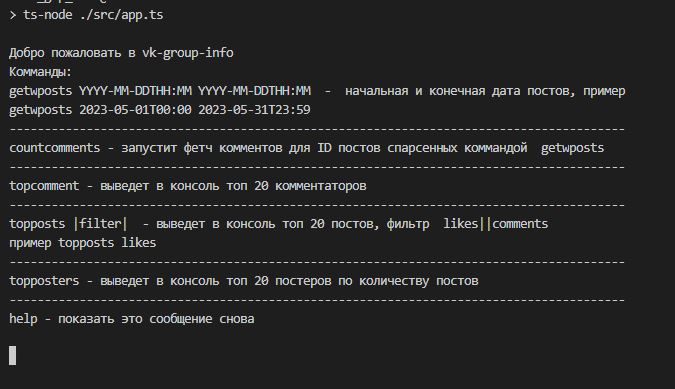 > ts-node ./src/app.ts
Добро пожаловать в vk-group-info
Команды:
getwposts YYYY-MM-DDTHH:MM YYYY-MM-DDTHH:MM  -  начальная и конечная дата постов, пример
getwposts 2023-05-01T00:00 2023-05-31T23:59
----------------------------------------------------------------------------------------
countcomments - запустит фетч комментов для ID постов спарсенных коммандой  getwposts
----------------------------------------------------------------------------------------
topcomment - выведет в консоль топ 20 комментаторов
----------------------------------------------------------------------------------------
topposts |filter|  - выведет в консоль топ 20 постов, фильтр  likes||comments
пример topposts likes
----------------------------------------------------------------------------------------
topposters - выведет в консоль топ 20 постеров по количеству постов
----------------------------------------------------------------------------------------
help - показать это сообщение снова